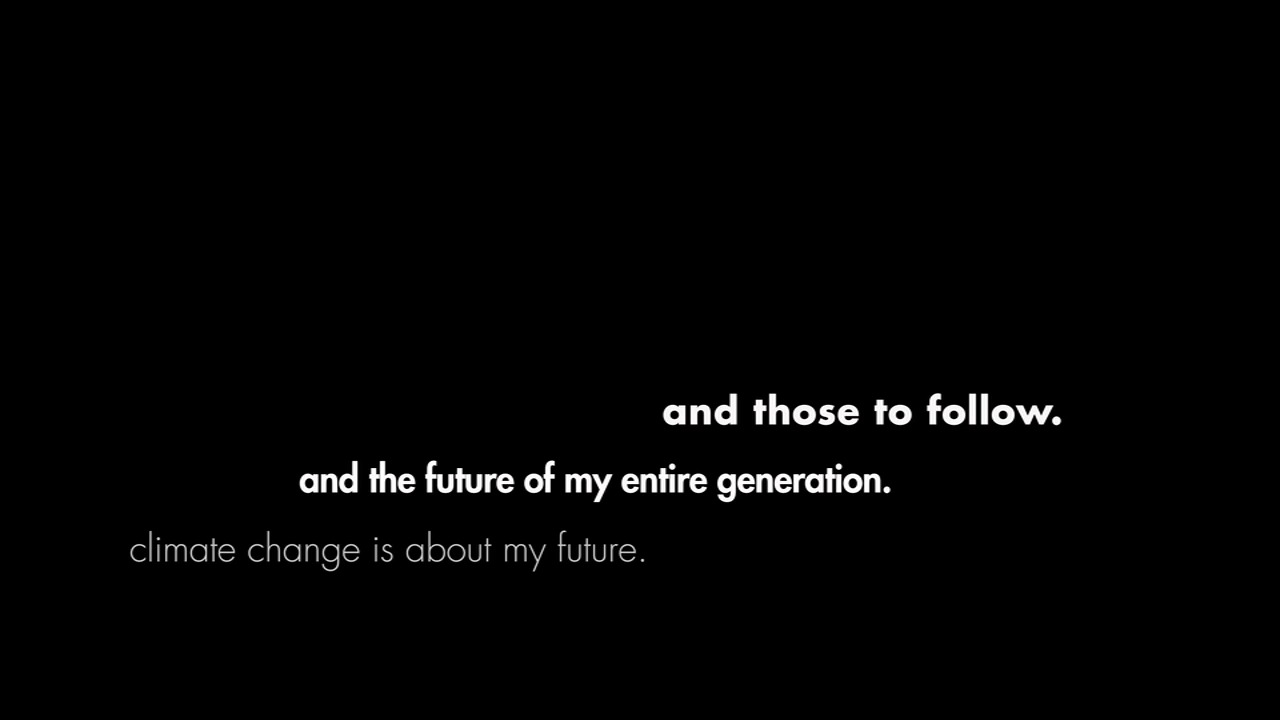 and those to follow.
and the future of my entire generation.
climate change is about my future.